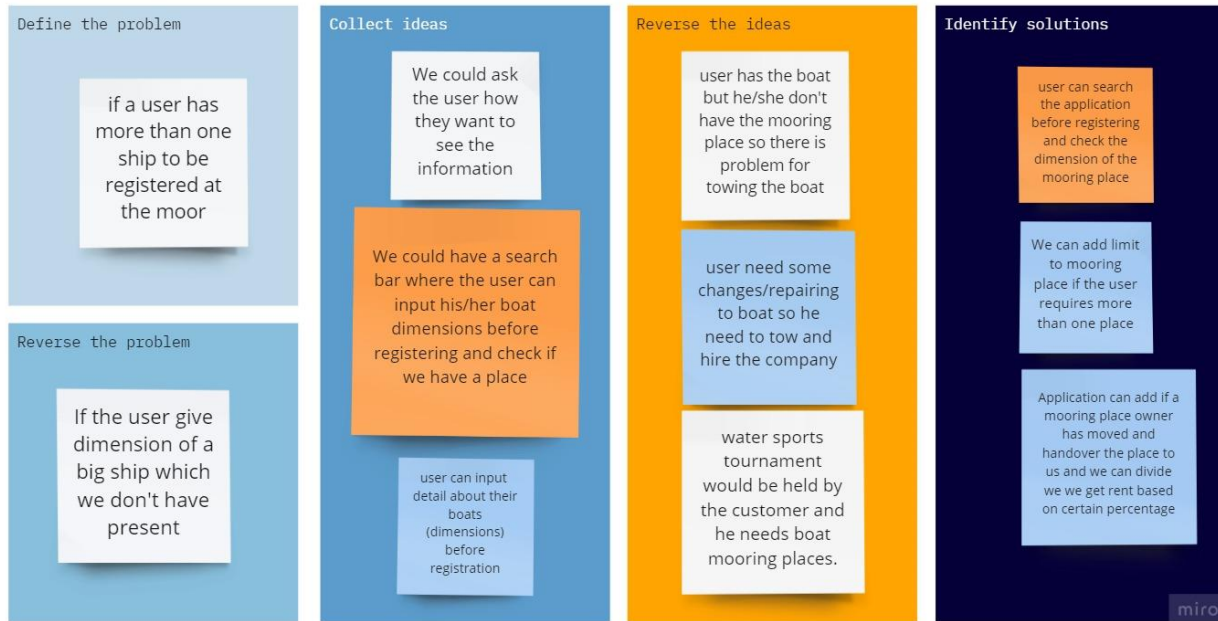 Define the problem
if a user has
more than one
ship to be
registered at
the moor
Reverse the problem
If the user give
dimension of a
big ship which
we don't have
present
Collect ideas
We could ask
the user how
they want to
see the
information
We could have a search
bar where the user can
input his/her boat
dimensions before
registering and check if
we have a place
user can input
detail about their
boats
(dimensions)
before
registration
Reverse the ideas
user has the boat
but he/she don't
have the mooring
place so there is
problem for
towing the boat
user need some
changes/repairing
to boat so he
need to tow and
hire the company
water sports
tournament
would be held by
the customer and
he needs boat
mooring places.
Identify solutions
user can search
the application
before registering
and check the
dimension of the
mooring place
We can add limit
to mooring
place if the user
requires more
than one place
Application can add if a
mooring place owner
has moved and
handover the place to
us and we can divide
we we get rent based
on certain percentage
miro